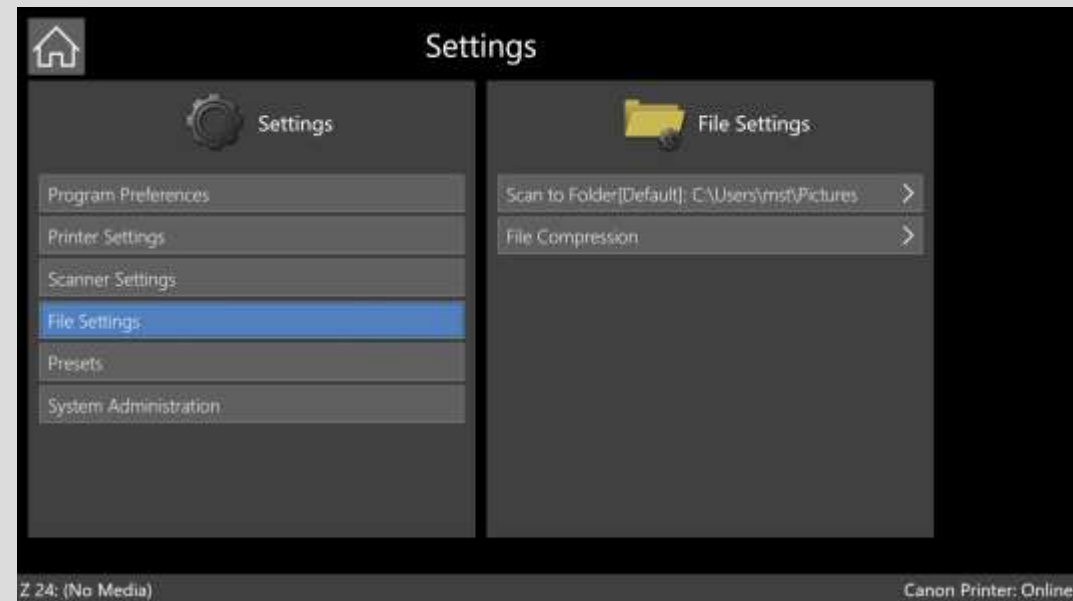 Settings
Settings
Program Preferences
Printer Settings
Scanner Settings
File Settings
Presets
System Administration
File Settings
Scan to Folder[Default]: C:\Users\mst\Pictures
File Compression
Z 24: (No Media)
Canon Printer: Online